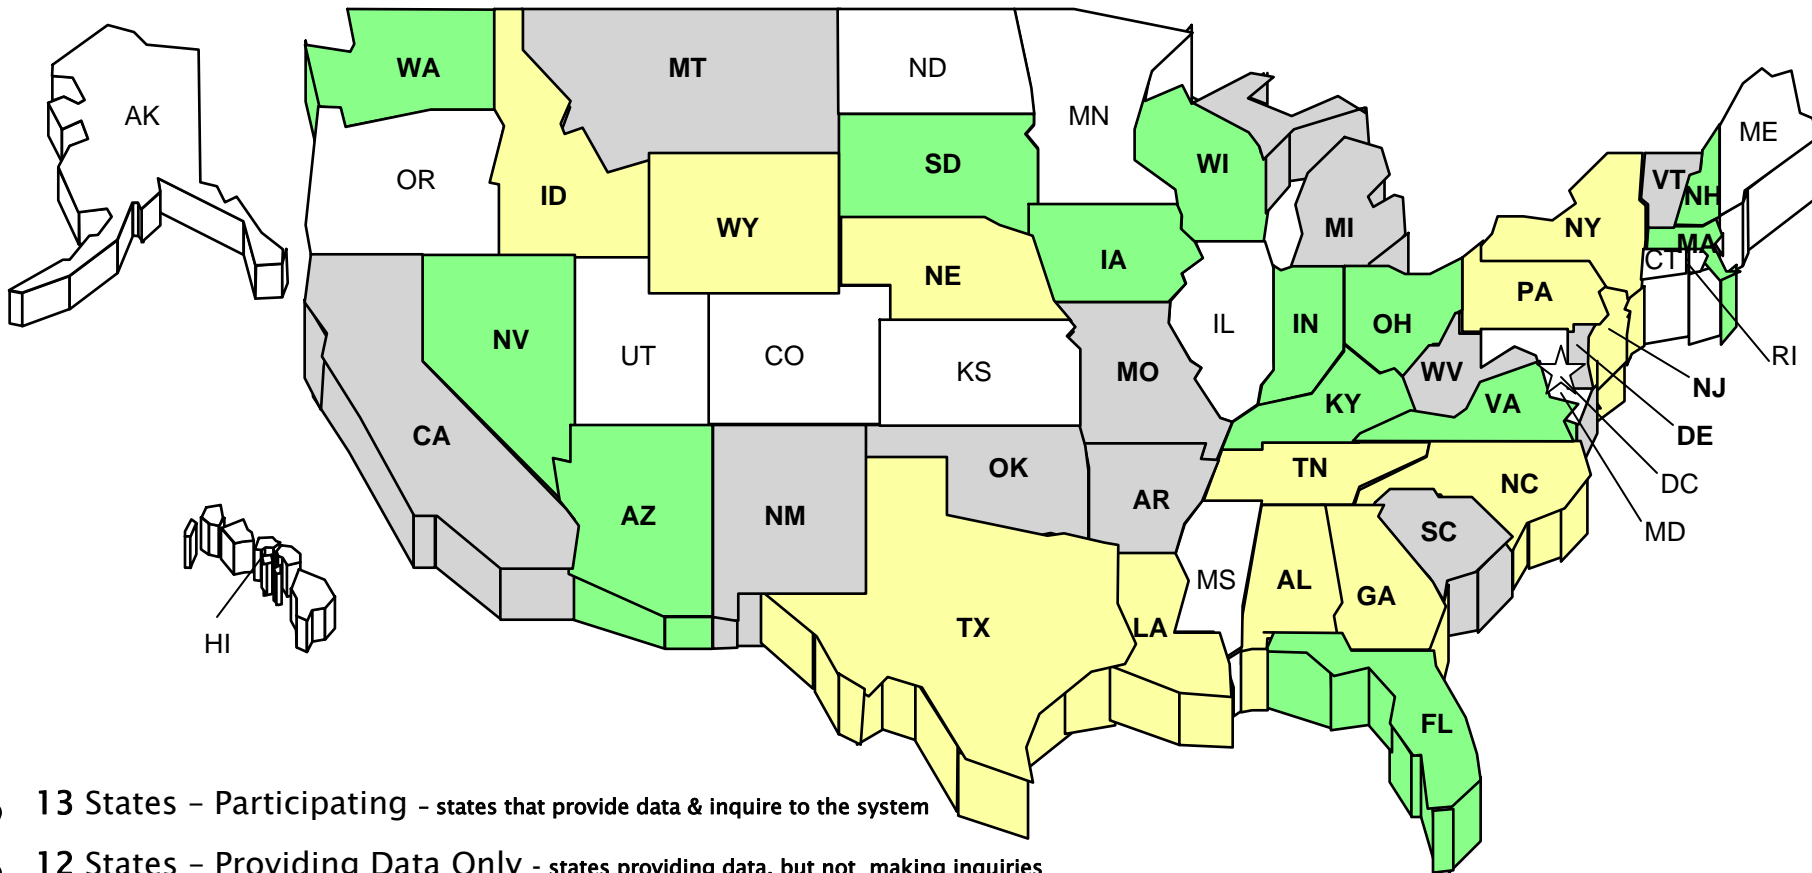 WA
MT
ND
MN
AK
OR
ID
WY
SD
WI
MI
ME
VT
NH
NY
MA
CT
NE
IA
PA
NV
UT
CO
KS
MO
IL
IN
OH
WV
VA
KY
RI
NJ
DE
DC
MD
CA
AZ
NM
OK
AR
TN
NC
SC
MS
AL
GA
TX
LA
HI
FL
13 States – Participating – states that provide data & inquire to the system
12 States – Providing Data Only - states providing data, but not making inquiries